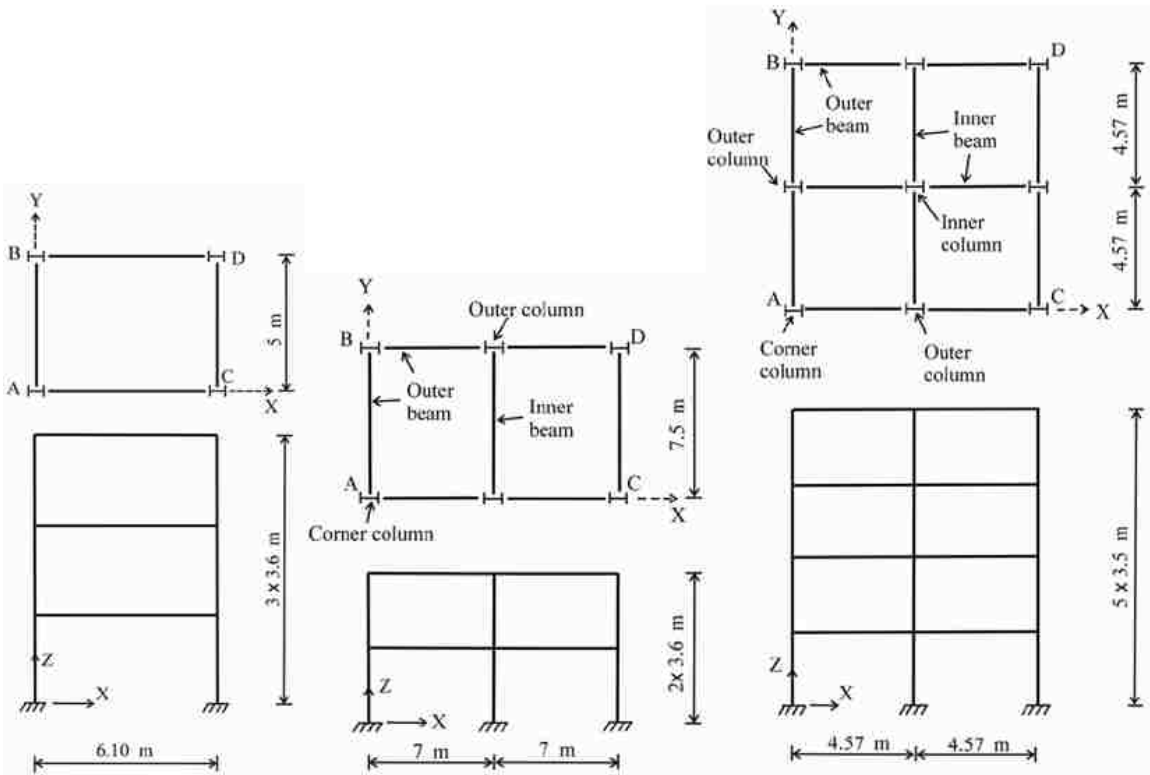 Y
B
D
A
C
X
5 m
Z
X
3 x 3.6 m
6.10 m
Y
Outer column
B
D
Outer
beam
Inner
beam
7.5 m
A
C
X
Corner column
Z
X
2x 3.6 m
7 m
7 m
Y
B
D
Outer
beam
Inner
beam
Outer
column
4.57 m
Inner
column
4.57 m
A
C
X
Corner
column
Outer
column
Z
X
5 x 3.5 m
4.57 m
4.57 m